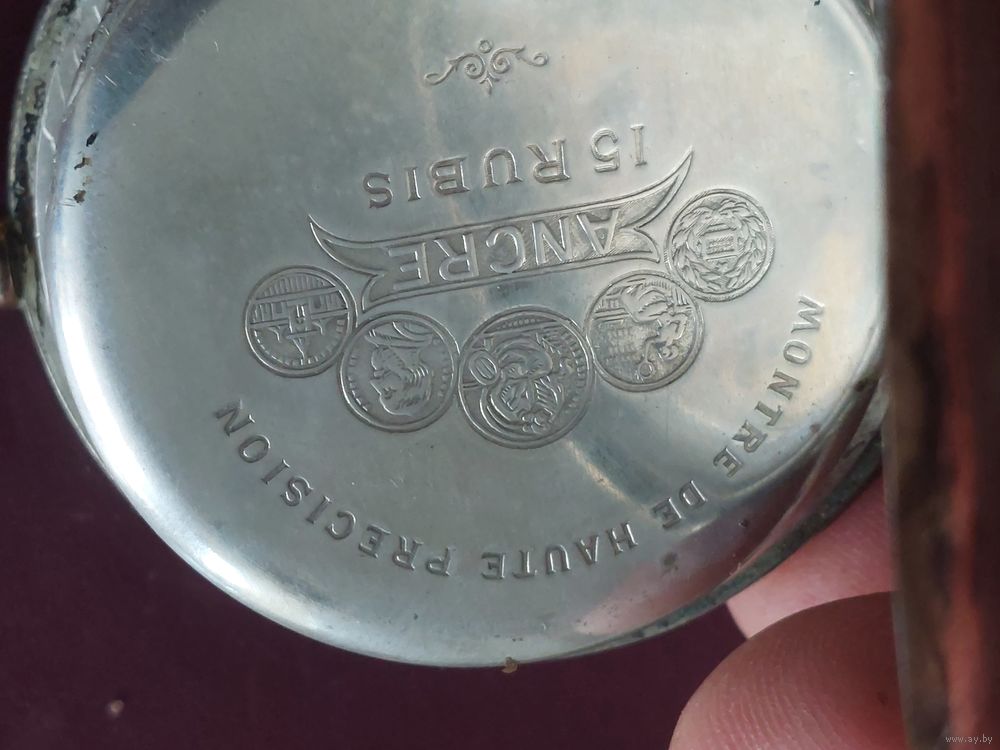 MONTRE DE HAUTE PRECISION
ANCRE
15 RUBIS
www.ay.by